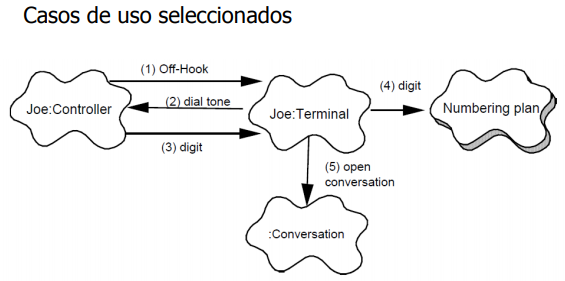 Casos de uso seleccionados
(1) Off-Hook
(4) digit
Joe:Controller
(2) dial tone
Joe:Terminal
Numbering plan
(3) digit
(5) open
conversation
:Conversation